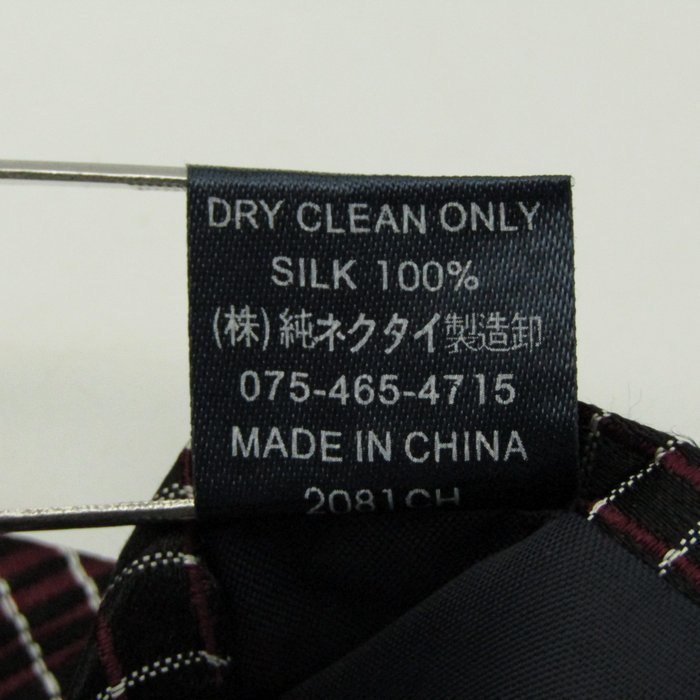 DRY CLEAN ONLY
SILK 100%
(株)純ネクタイ製造卸
075-465-4715
MADE IN CHINA
2081CH